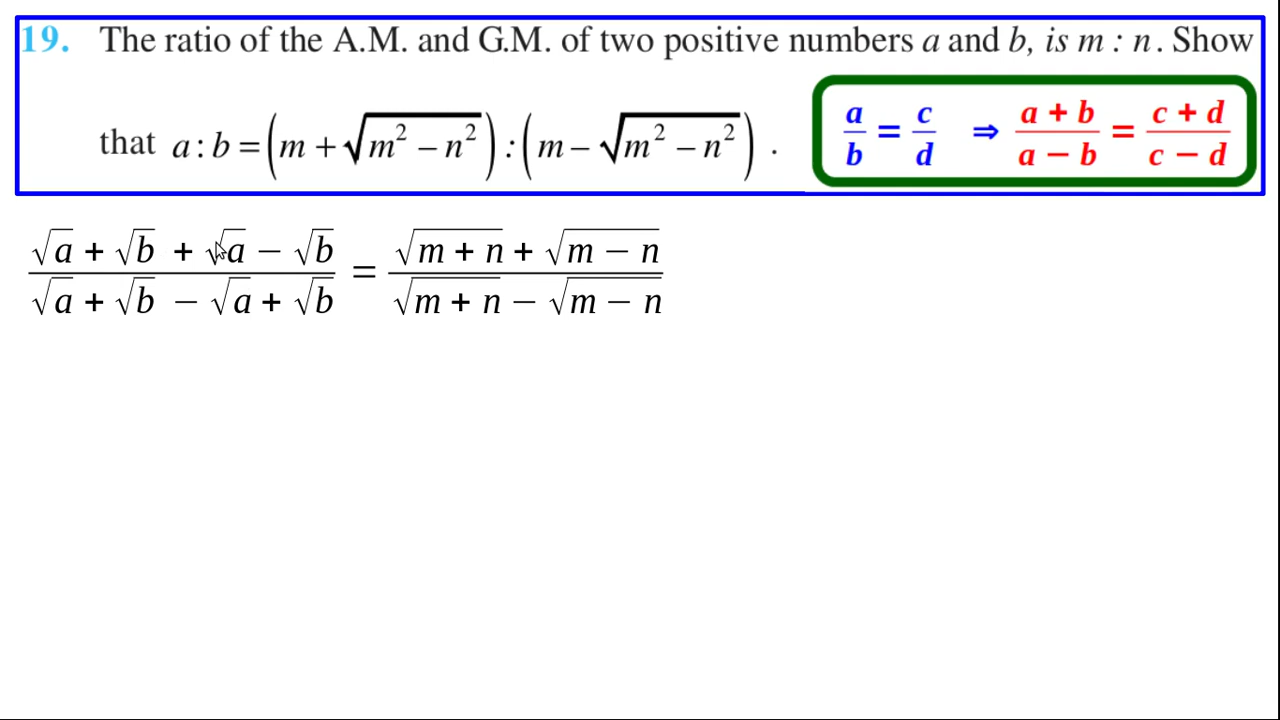 19. The ratio of the A.M. and G.M. of two positive numbers a and b, is m : n. Show
that a : b = (m + √(m² − n²)) : (m − √(m² − n²)) .
a/b = c/d ⇒ (a + b)/(a − b) = (c + d)/(c − d)
(√a + √b + √a − √b)/(√a + √b − √a + √b) = (√(m + n) + √(m − n))/(√(m + n) − √(m − n))